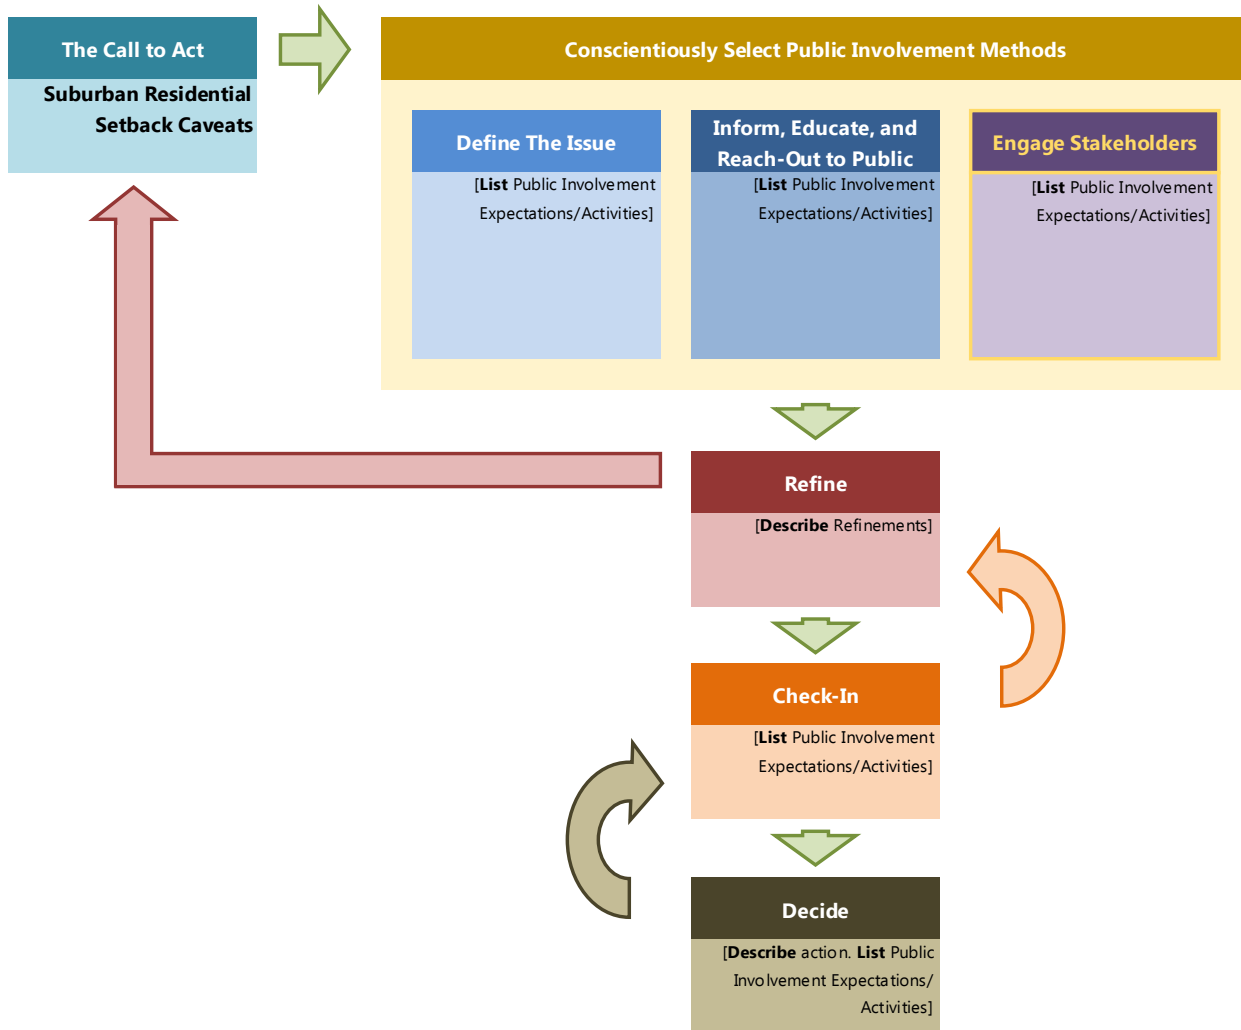 The Call to Act
Suburban Residential
Setback Caveats
Conscientiously Select Public Involvement Methods
Define The Issue
[List Public Involvement
Expectations/Activities]
Inform, Educate, and
Reach-Out to Public
[List Public Involvement
Expectations/Activities]
Engage Stakeholders
[List Public Involvement
Expectations/Activities]
Refine
[Describe Refinements]
Check-In
[List Public Involvement
Expectations/Activities]
Decide
[Describe action. List Public
Involvement Expectations/
Activities]